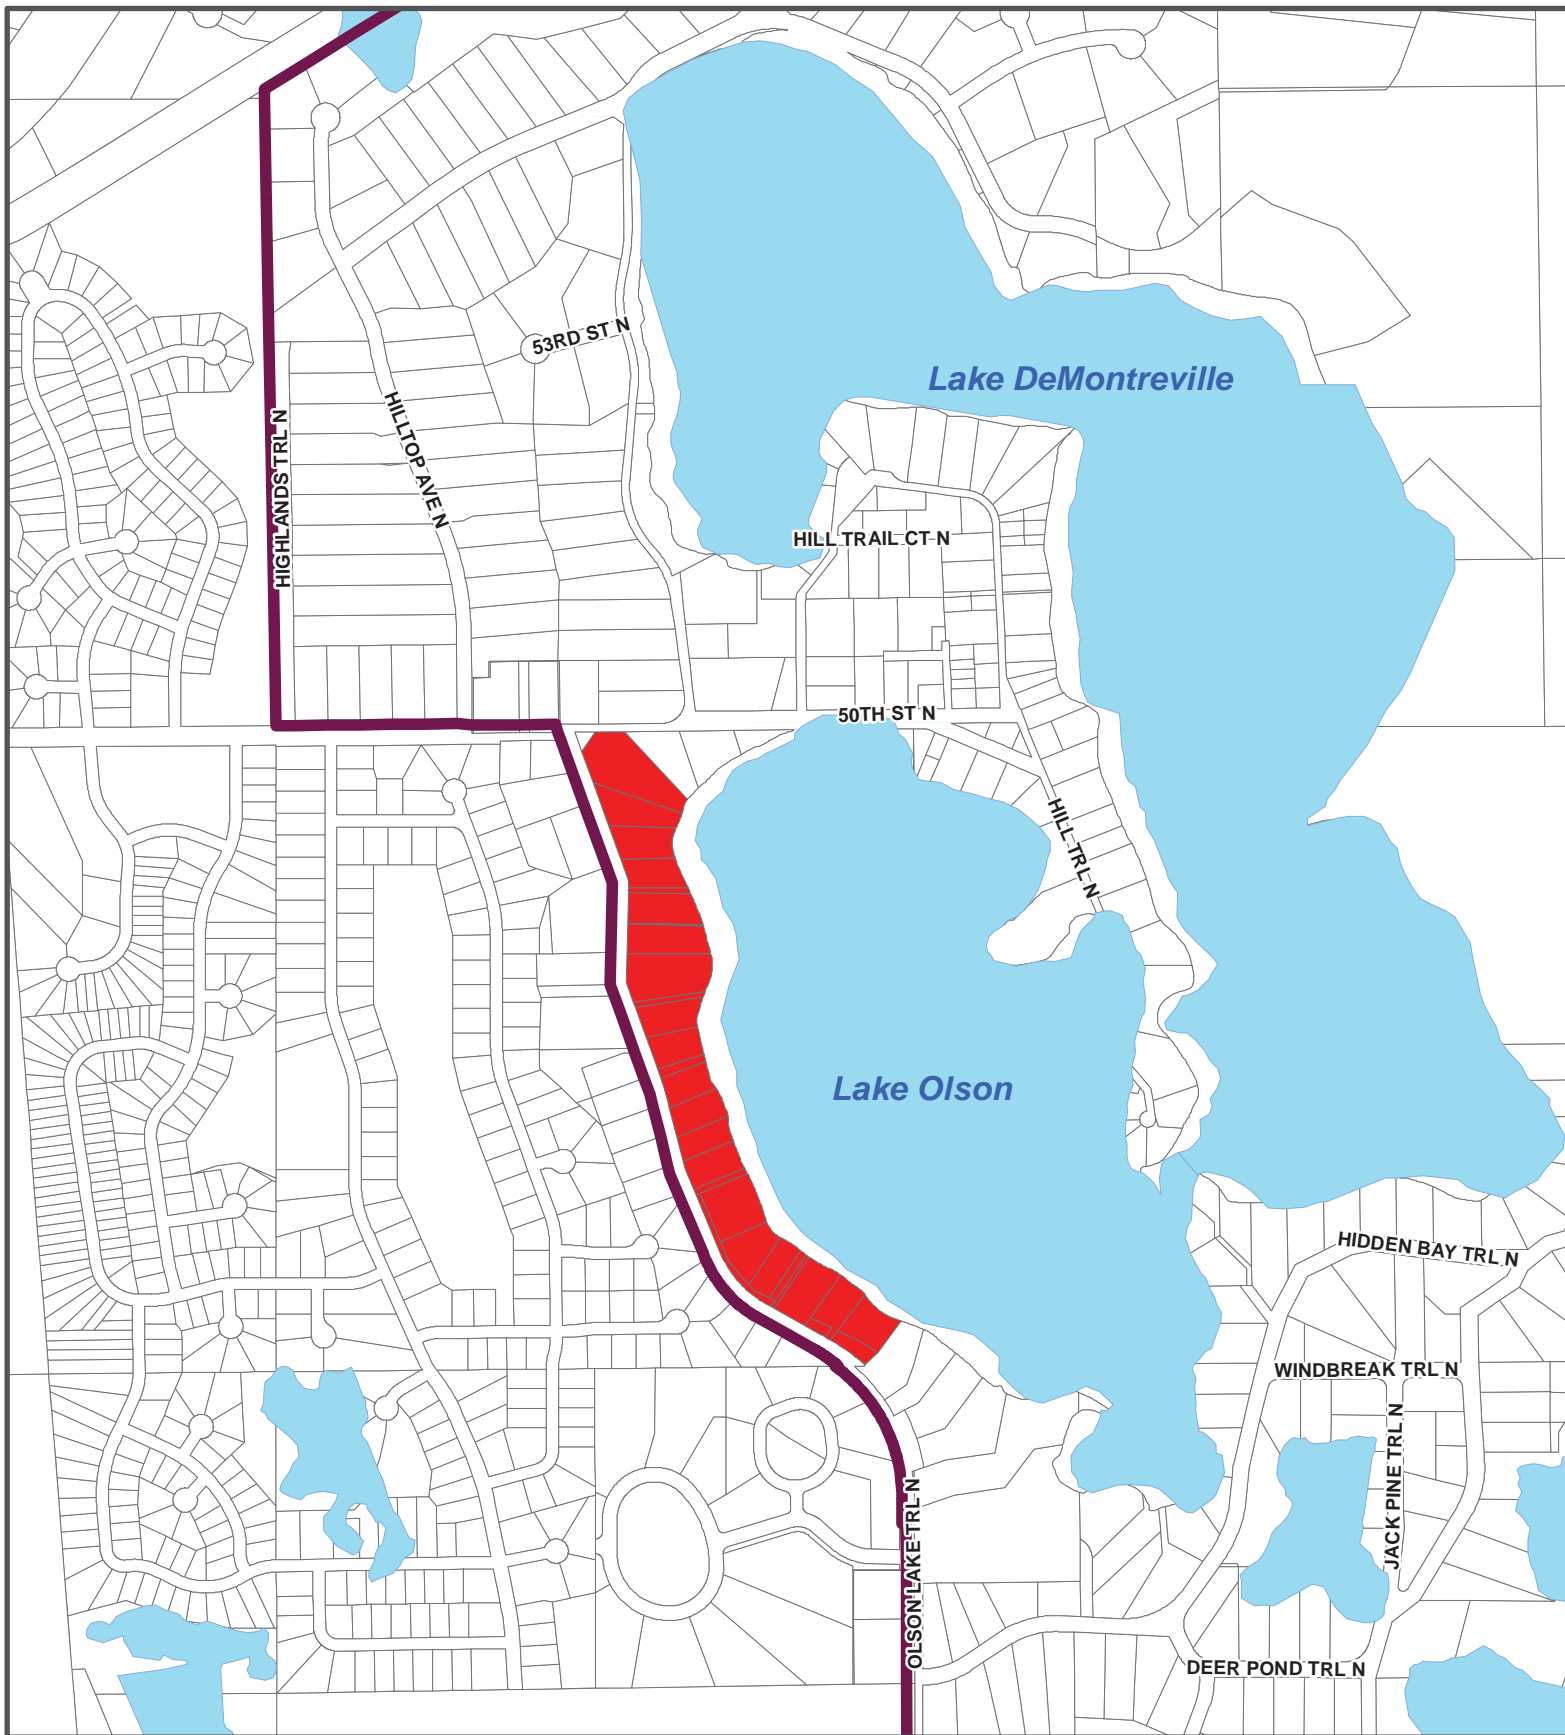 53RD ST N
Lake DeMontreville
HILLTOP AVE N
HIGHLANDS TRL N
HILL TRAIL CT N
50TH ST N
HILL TRL N
Lake Olson
HIDDEN BAY TRL N
WINDBREAK TRL N
JACK PINE TRL N
OLSON LAKE TRL N
DEER POND TRL N